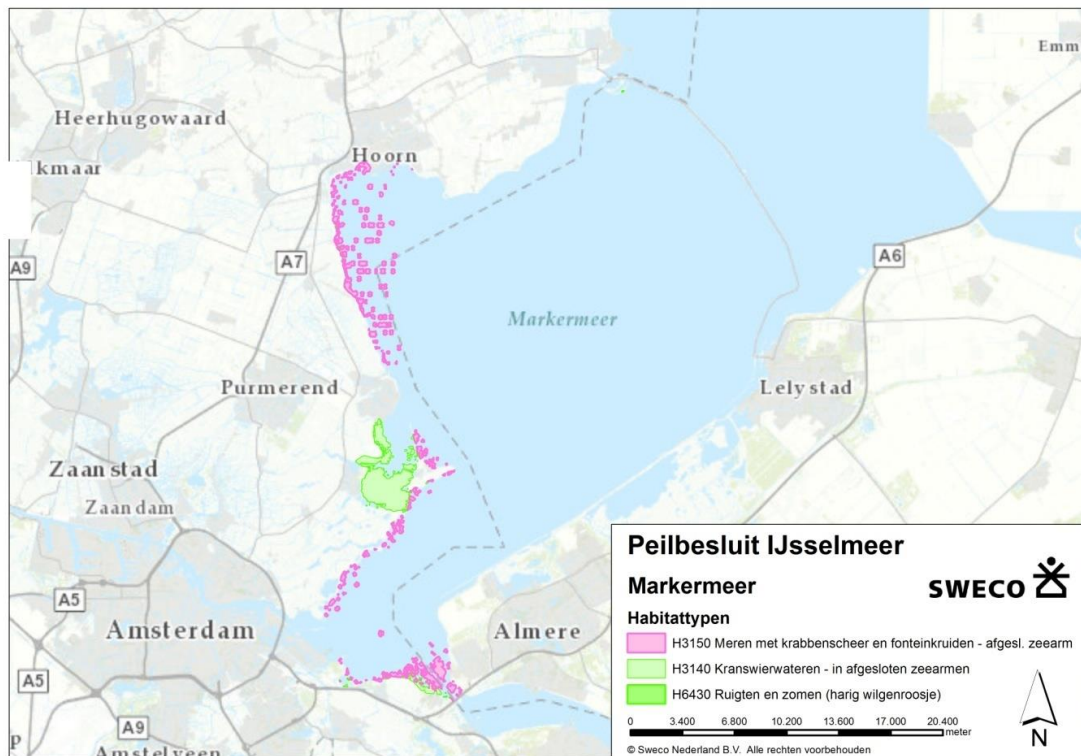 Emm
Heerhugowaard
Hoorn
lkmaar
A9
A7
A6
Markermeer
Purmerend
Lelystad
Zaanstad
Zaandam
A5
Amsterdam
Almere
A5
A9
Amstelveen
p
Peilbesluit IJsselmeer
Markermeer
SWECO
Habitattypen
H3150 Meren met krabbenscheer en fonteinkruiden - afgesl. zeearm
H3140 Kranswierwateren - in afgesloten zeearmen
H6430 Ruigten en zomen (harig wilgenroosje)
0 3.400 6.800 10.200 13.600 17.000 20.400
meter
N
© Sweco Nederland B.V. Alle rechten voorbehouden